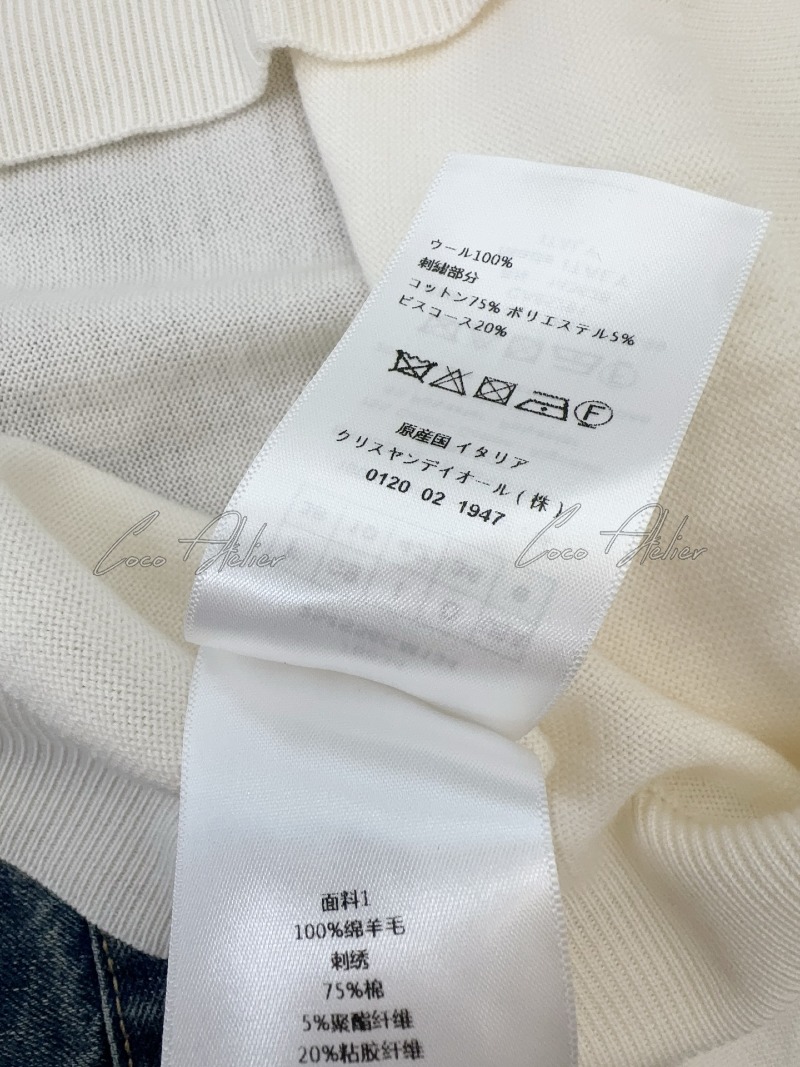 ウール100%
刺繍部分
コットン75% ポリエステル5%
ビスコース20%
F
原産国 イタリア
クリスャンデイオール(株)
0120 02 1947
Coco Atelier
Coco Atelier
面料1
100%绵羊毛
刺绣
75%棉
5%聚酯纤维
20%粘胶纤维